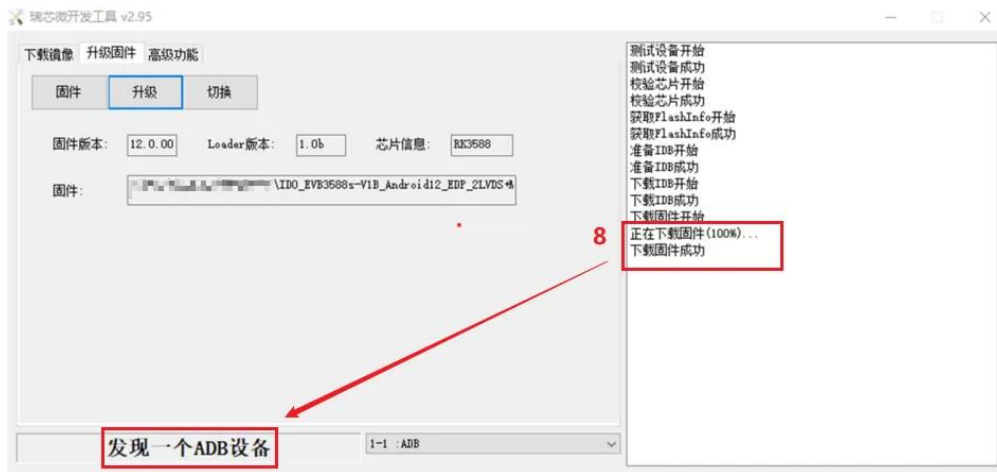 瑞芯微开发工具 v2.95
下载镜像 升级固件 高级功能
固件 升级 切换
固件版本: 12.0.00 Loader版本: 1.0b 芯片信息: RK3588
固件: \IDO_EVB3588s-V1B_Android12_EDP_2LVDS
测试设备开始
测试设备成功
校验芯片开始
校验芯片成功
获取FlashInfo开始
获取FlashInfo成功
准备IDB开始
准备IDB成功
下载IDB开始
下载IDB成功
下载固件开始
正在下载固件(100%)...
下载固件成功
8
发现一个ADB设备
1-1 :ADB